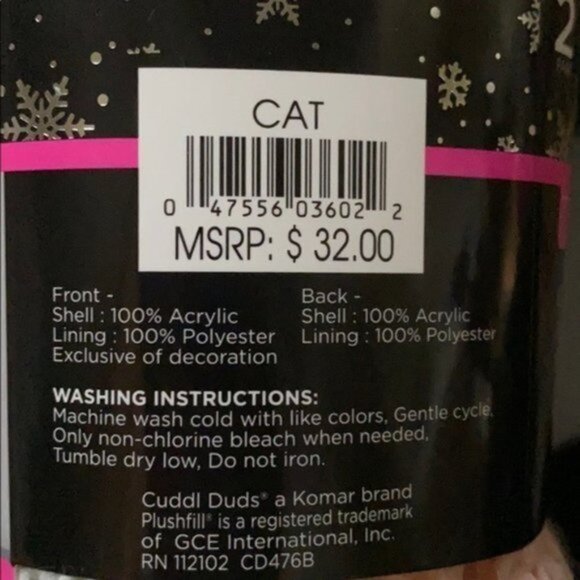 2
CAT
0 47556 03602 2
MSRP: $ 32.00
Front -
Shell : 100% Acrylic
Lining : 100% Polyester
Exclusive of decoration
Back -
Shell : 100% Acrylic
Lining : 100% Polyester
WASHING INSTRUCTIONS:
Machine wash cold with like colors, Gentle cycle,
Only non-chlorine bleach when needed,
Tumble dry low, Do not iron.
Cuddl Duds® a Komar brand
Plushfill® is a registered trademark
of GCE International, Inc.
RN 112102 CD476B